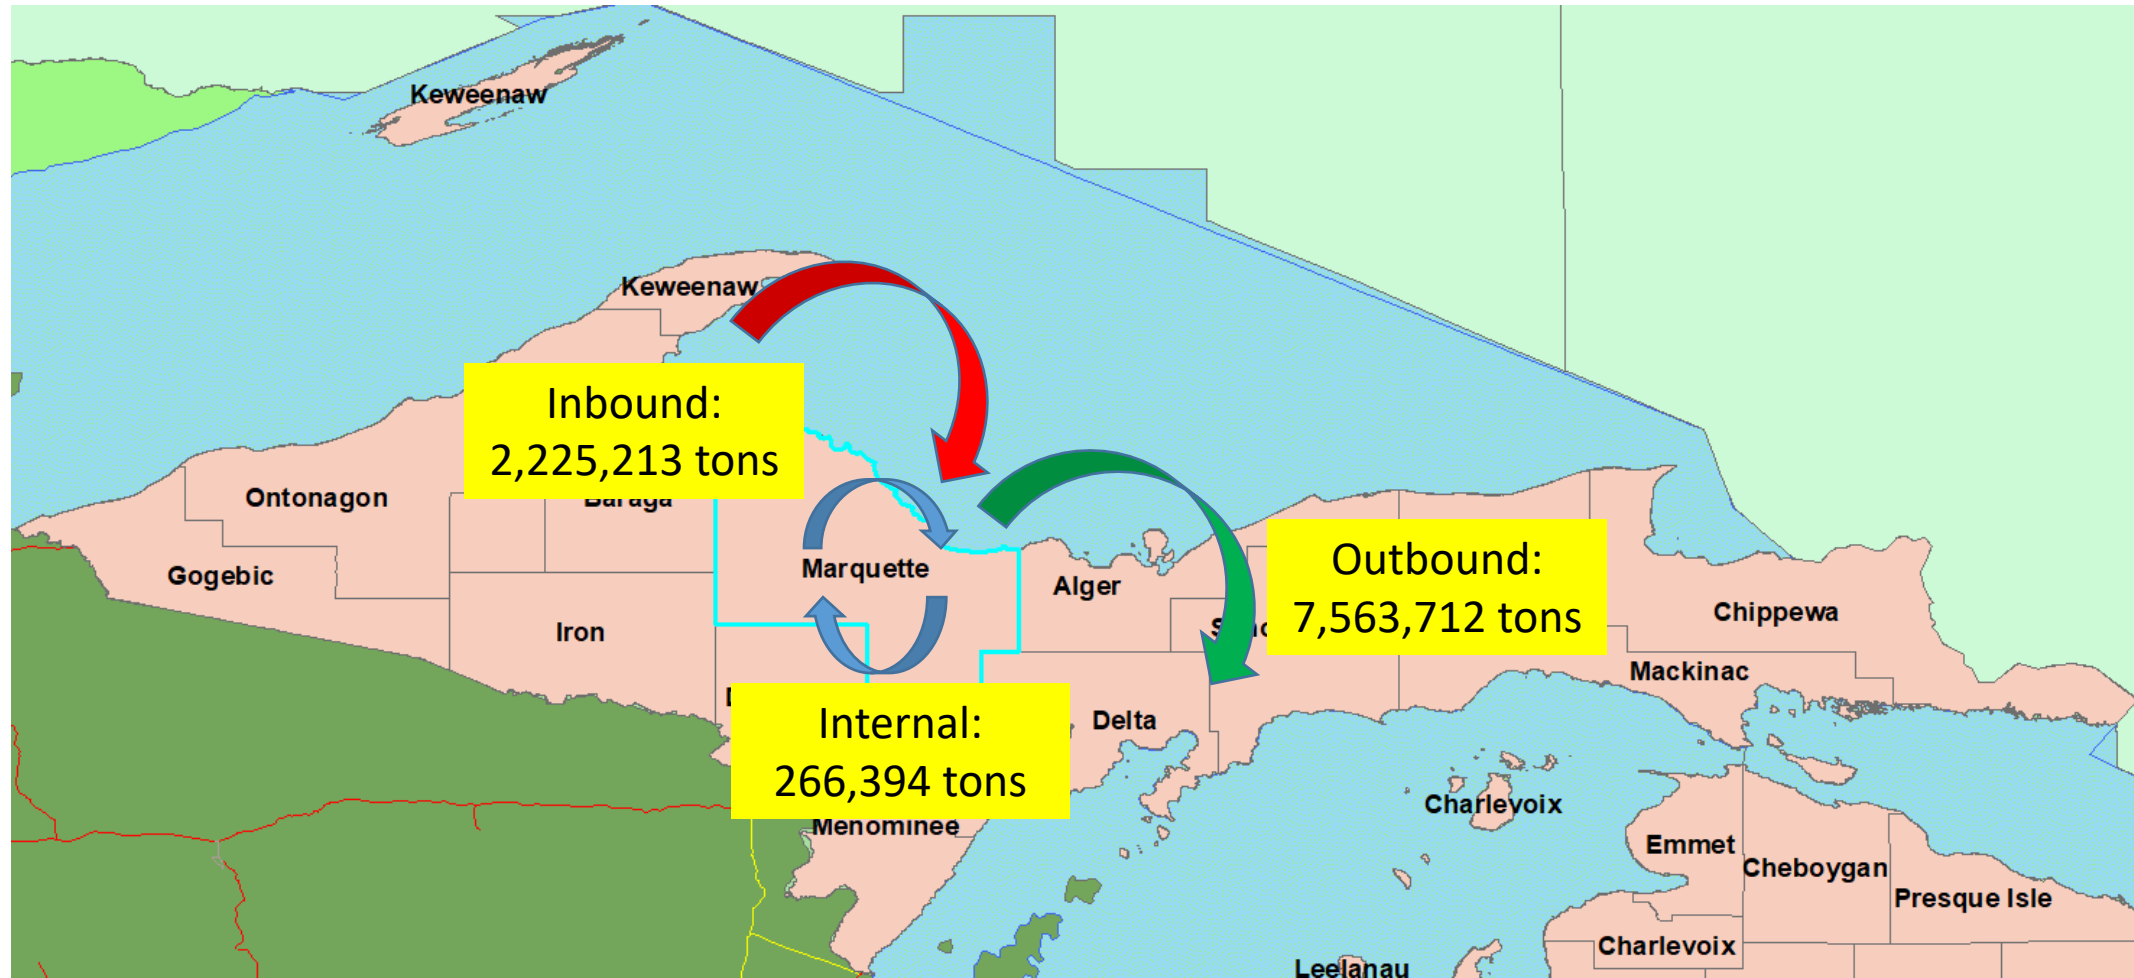 Keweenaw
Keweenaw
Inbound:
2,225,213 tons
Ontonagon
Baraga
Gogebic
Marquette
Alger
Outbound:
7,563,712 tons
Chippewa
Iron
Mackinac
Internal:
266,394 tons
Delta
Charlevoix
Menominee
Emmet
Cheboygan
Presque Isle
Charlevoix
Leelanau